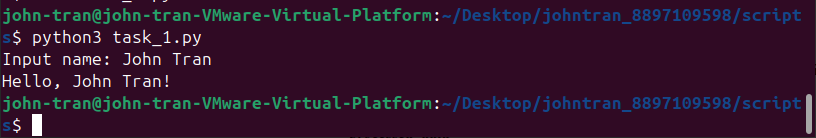 john-tran@john-tran-VMware-Virtual-Platform:~/Desktop/johntran_8897109598/script
s$ python3 task_1.py
Input name: John Tran
Hello, John Tran!
john-tran@john-tran-VMware-Virtual-Platform:~/Desktop/johntran_8897109598/script
s$